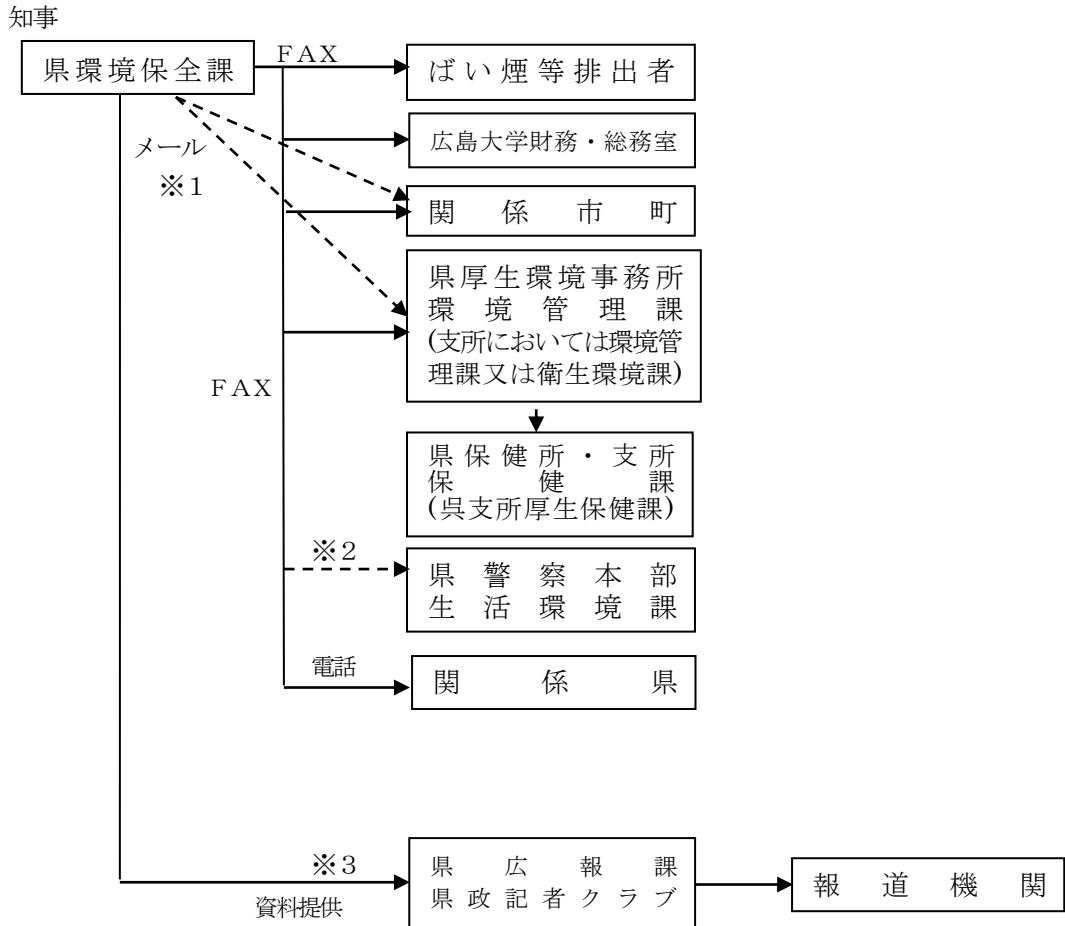 知事
県環境保全課
ＦＡＸ
ばい煙等排出者
広島大学財務・総務室
メール
※１
関係市町
県厚生環境事務所
環境管理課
(支所においては環境管
理課又は衛生環境課)
ＦＡＸ
県保健所・支所
保健課
(呉支所厚生保健課)
※２
県警察本部
生活環境課
電話
関係県
※３
資料提供
県広報課
県政記者クラブ
報道機関